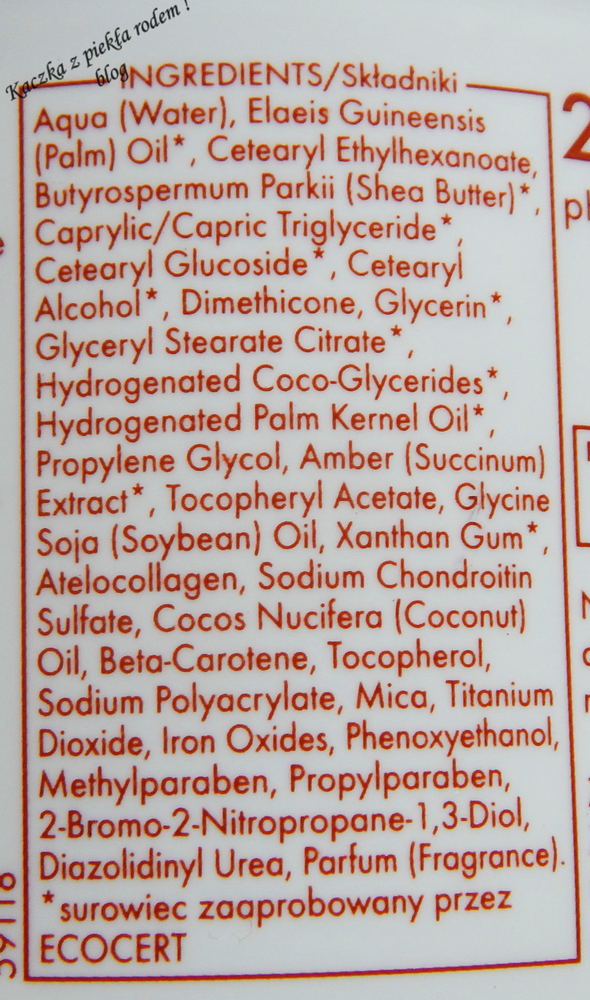 Kaczka z piekła rodem !
blog
INGREDIENTS/Składniki
Aqua (Water), Elaeis Guineensis
(Palm) Oil*, Cetearyl Ethylhexanoate,
Butyrospermum Parkii (Shea Butter)*,
Caprylic/Capric Triglyceride*,
Cetearyl Glucoside*, Cetearyl
Alcohol*, Dimethicone, Glycerin*,
Glyceryl Stearate Citrate*,
Hydrogenated Coco-Glycerides*,
Hydrogenated Palm Kernel Oil*,
Propylene Glycol, Amber (Succinum)
Extract*, Tocopheryl Acetate, Glycine
Soja (Soybean) Oil, Xanthan Gum*,
Atelocollagen, Sodium Chondroitin
Sulfate, Cocos Nucifera (Coconut)
Oil, Beta-Carotene, Tocopherol,
Sodium Polyacrylate, Mica, Titanium
Dioxide, Iron Oxides, Phenoxyethanol,
Methylparaben, Propylparaben,
2-Bromo-2-Nitropropane-1,3-Diol,
Diazolidinyl Urea, Parfum (Fragrance).
*surowiec zaaprobowany przez
ECOCERT